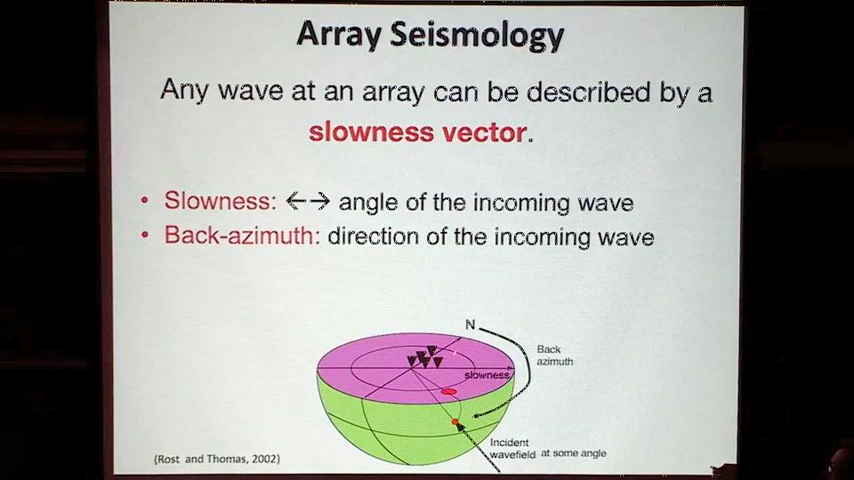 Array Seismology
Any wave at an array can be described by a
slowness vector.
• Slowness: ←→ angle of the incoming wave
• Back-azimuth: direction of the incoming wave
N
Back
azimuth
slowness
Incident
wavefield at some angle
(Rost and Thomas, 2002)